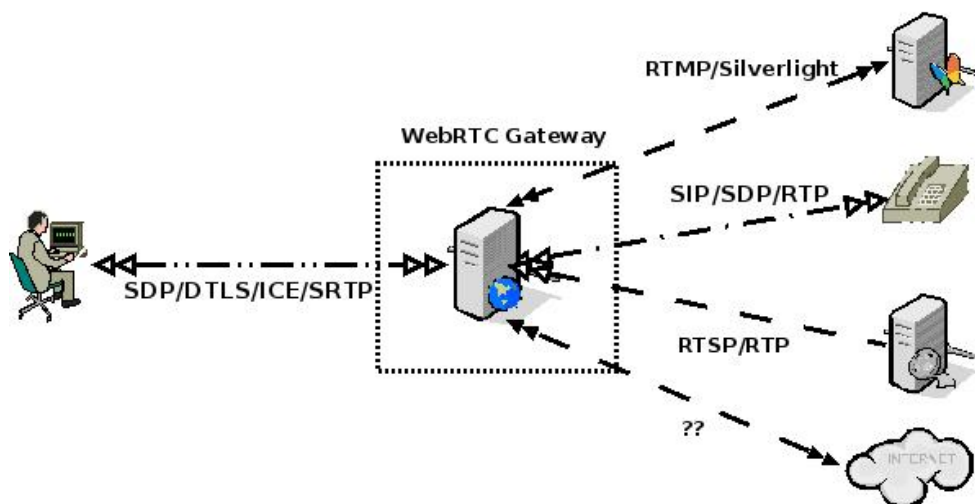 RTMP/Silverlight
WebRTC Gateway
SIP/SDP/RTP
SDP/DTLS/ICE/SRTP
RTSP/RTP
??
INTERNET